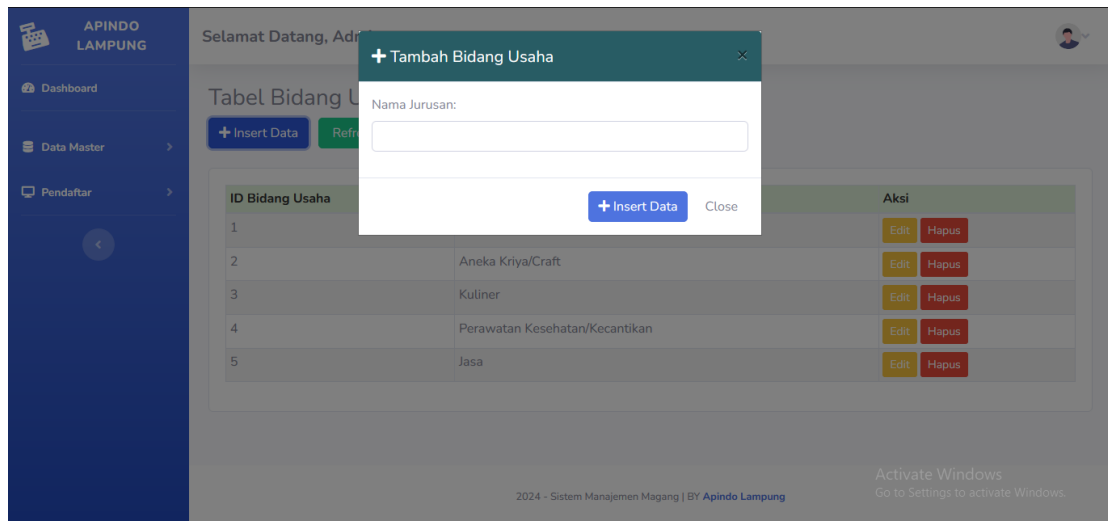 APINDO
LAMPUNG
Dashboard
Data Master
Pendaftar
Selamat Datang, Ad
Tabel Bidang U
Insert Data
Refr
Tambah Bidang Usaha
×
Nama Jurusan:
Insert Data
Close
ID Bidang Usaha
Aksi
1
Edit
Hapus
2
Aneka Kriya/Craft
Edit
Hapus
3
Kuliner
Edit
Hapus
4
Perawatan Kesehatan/Kecantikan
Edit
Hapus
5
Jasa
Edit
Hapus
2024 - Sistem Manajemen Magang | BY Apindo Lampung
Activate Windows
Go to Settings to activate Windows.